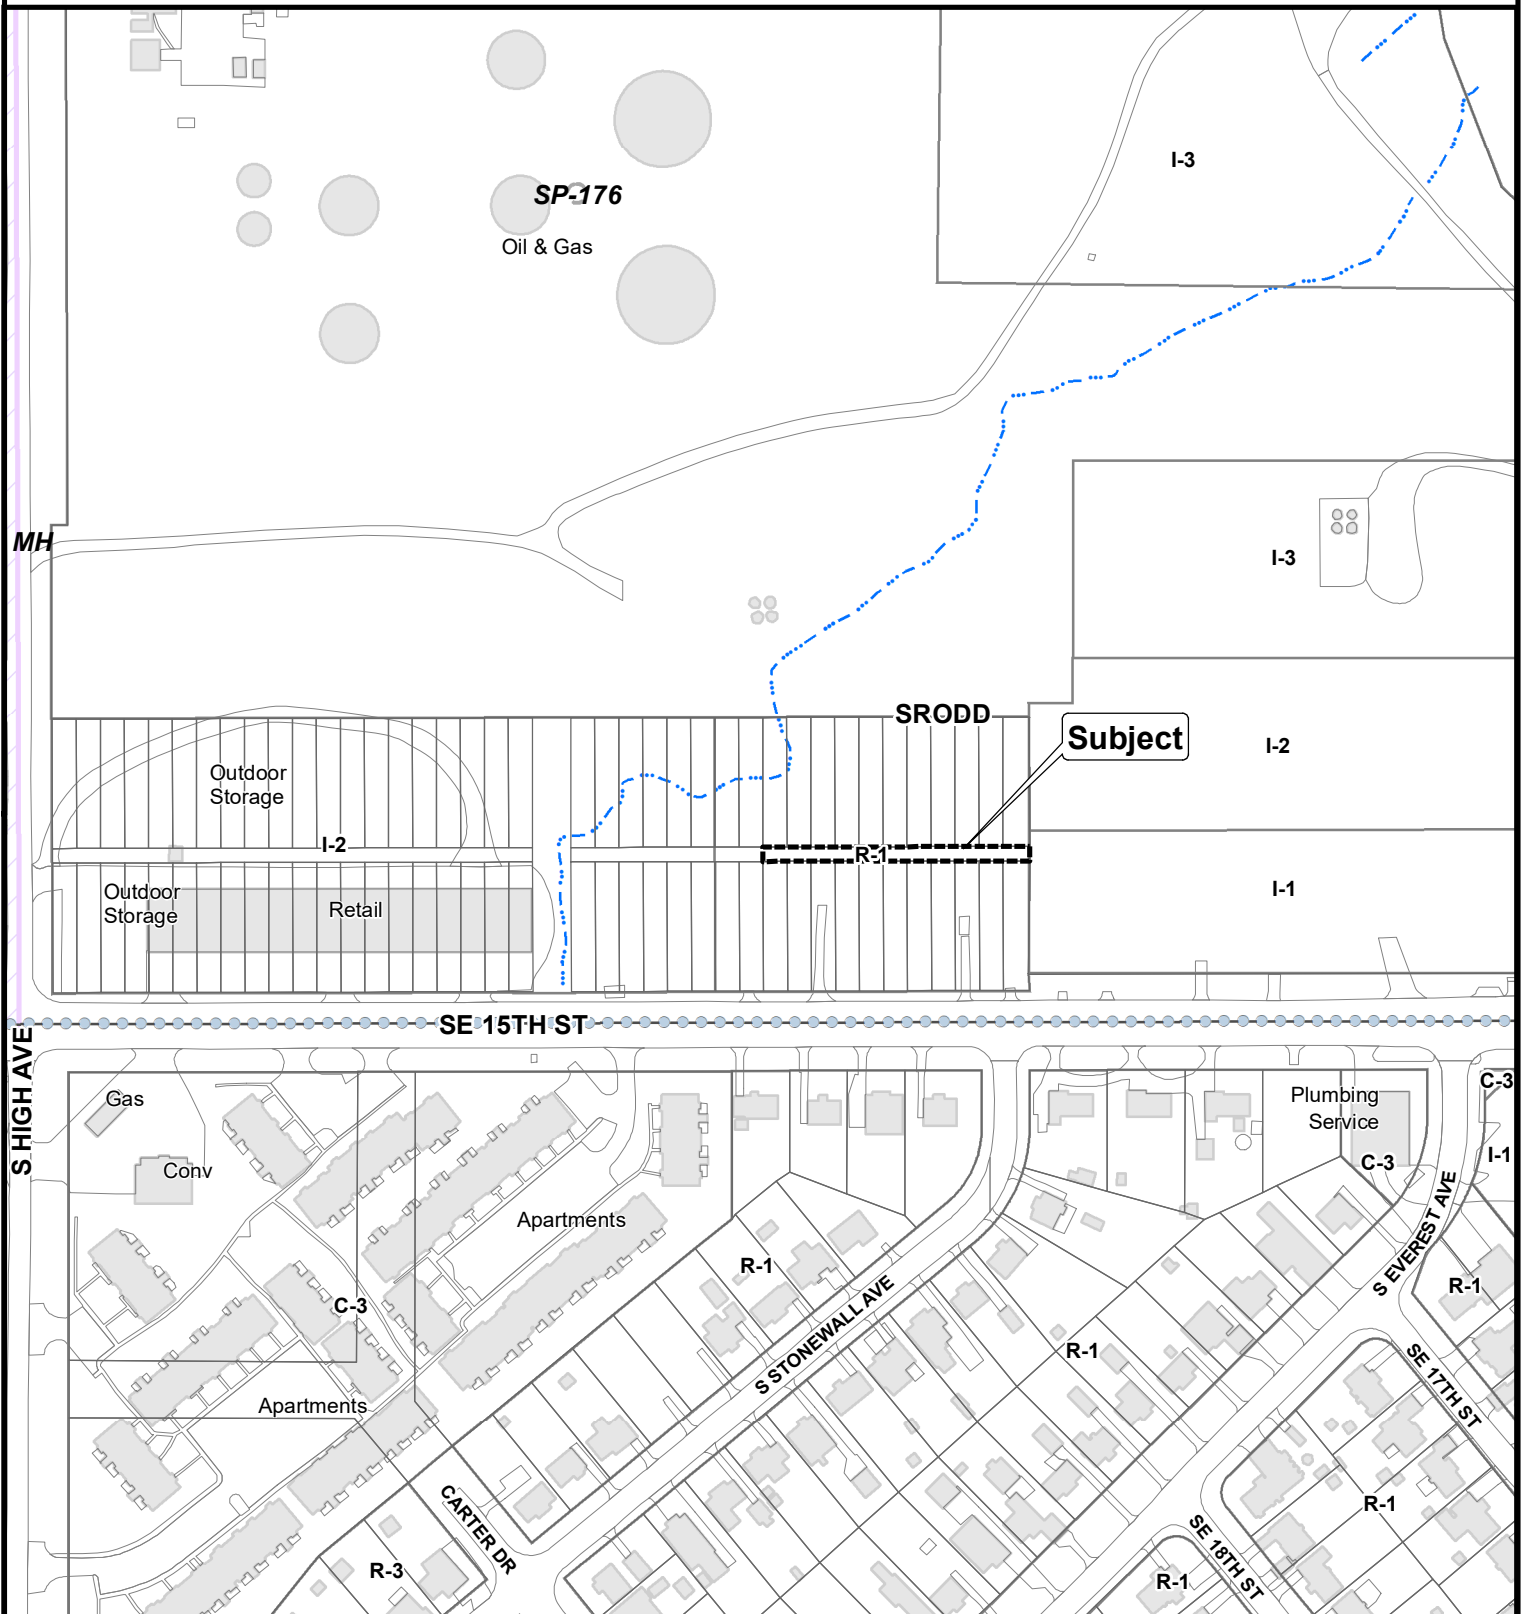 I-3
SP-176
Oil & Gas
MH
I-3
SRODD
Subject
I-2
Outdoor
Storage
I-2
R-1
Outdoor
Storage
Retail
I-1
SE 15TH ST
S HIGH AVE
Gas
Conv
Plumbing
Service
C-3
C-3
I-1
Apartments
R-1
C-3
S STONEWALL AVE
S EVEREST AVE
R-1
R-1
SE 17TH ST
Apartments
CARTER DR
R-3
R-1
SE 18TH ST
R-1